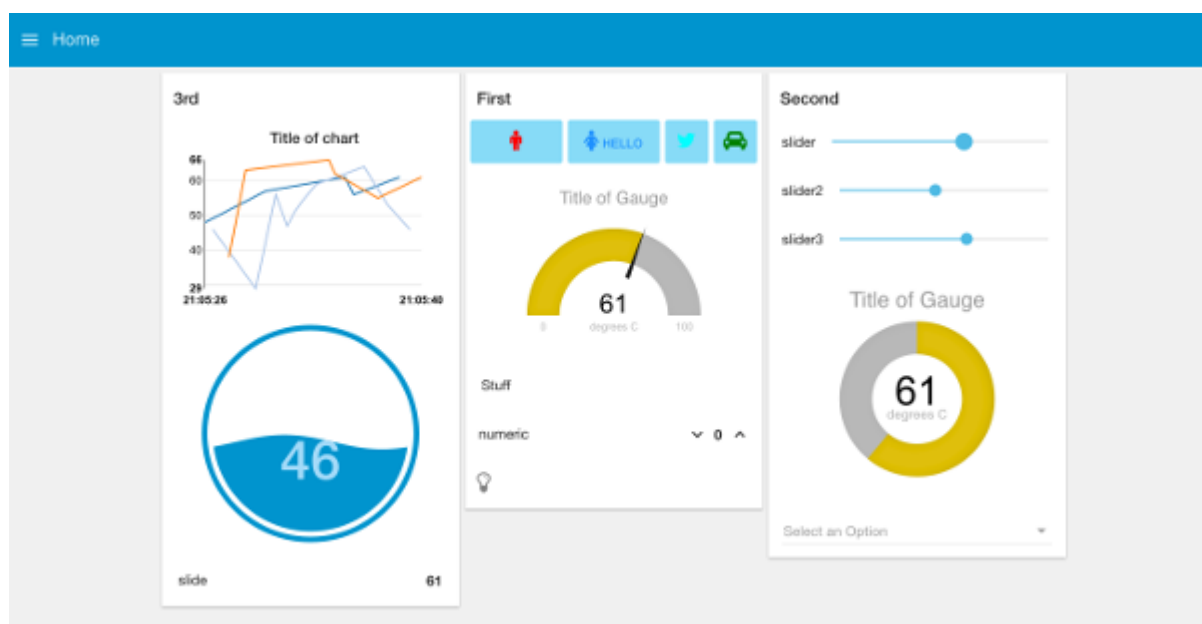 Home
3rd
Title of chart
66
60
50
40
29
21:05:26 21:05:40
46
slide 61
First
HELLO
Title of Gauge
61
0 degrees C 100
Stuff
numeric 0
Second
slider
slider2
slider3
Title of Gauge
61
degrees C
Select an Option